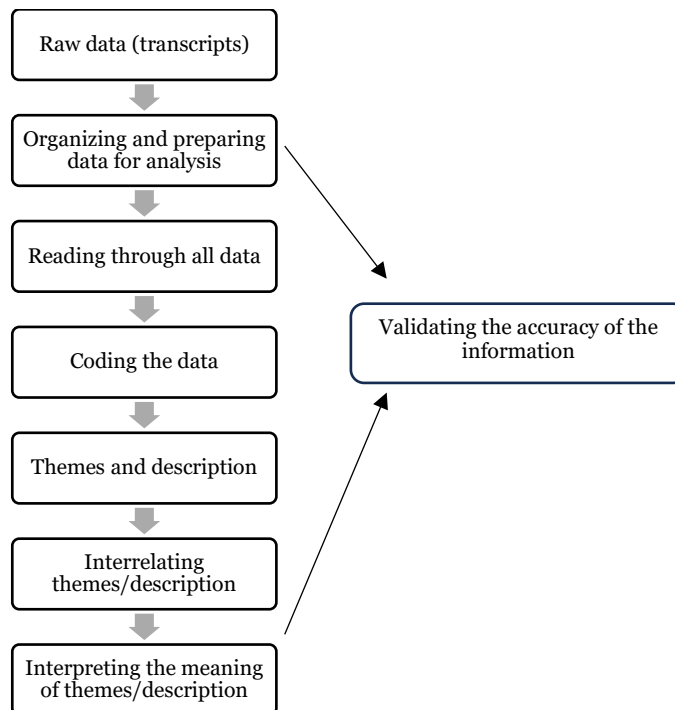 Raw data (transcripts)
Organizing and preparing
data for analysis
Reading through all data
Validating the accuracy of the
information
Coding the data
Themes and description
Interrelating
themes/description
Interpreting the meaning
of themes/description